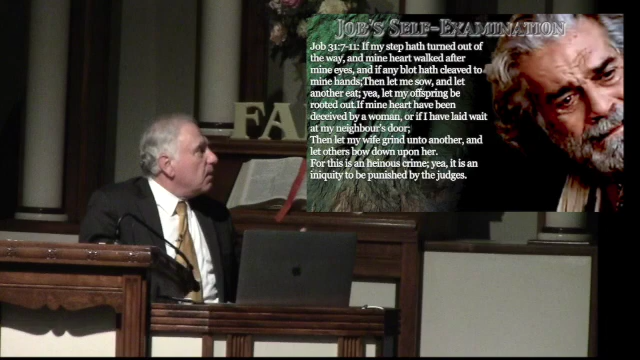 Job's Self-Examination
Job 31:7-11: If my step hath turned out of
the way, and mine heart walked after
mine eyes, and if any blot hath cleaved to
mine hands;Then let me sow, and let
another eat; yea, let my offspring be
rooted out.If mine heart have been
deceived by a woman, or if I have laid wait
at my neighbour's door;
Then let my wife grind unto another, and
let others bow down upon her.
For this is an heinous crime; yea, it is an
iniquity to be punished by the judges.
FA